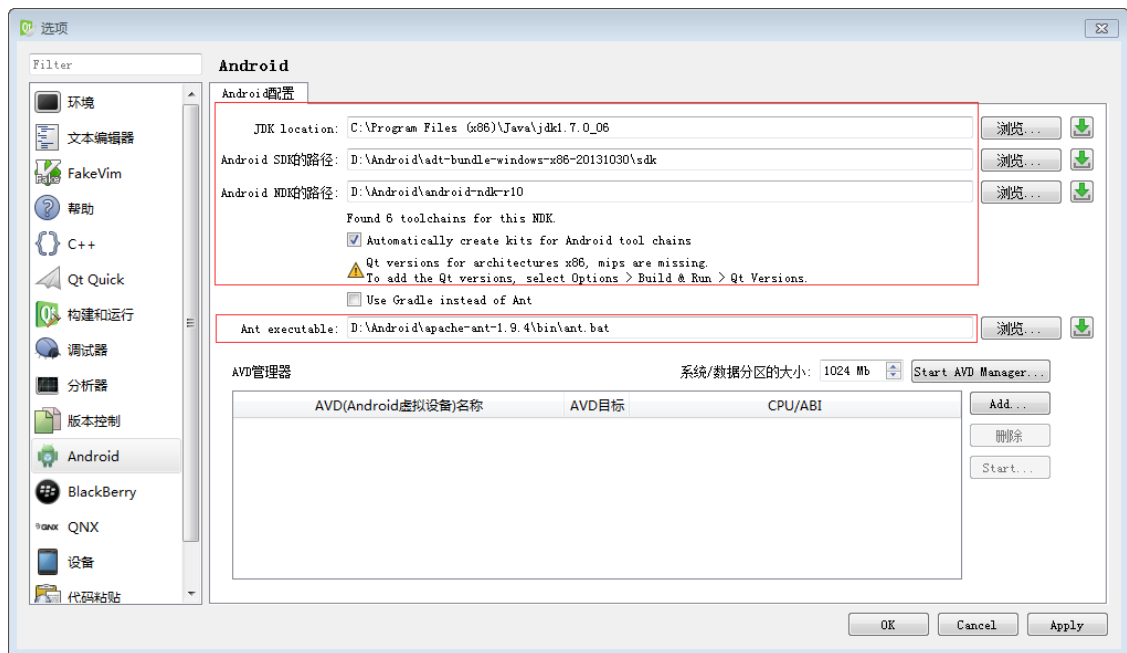 选项
Filter
环境
文本编辑器
FakeVim
帮助
C++
Qt Quick
构建和运行
调试器
分析器
版本控制
Android
BlackBerry
QNX
设备
代码粘贴
Android
Android配置
JDK location: C:\Program Files (x86)\Java\jdk1.7.0_06 浏览...
Android SDK的路径: D:\Android\adt-bundle-windows-x86-20131030\sdk 浏览...
Android NDK的路径: D:\Android\android-ndk-r10 浏览...
Found 6 toolchains for this NDK.
Automatically create kits for Android tool chains
Qt versions for architectures x86, mips are missing.
To add the Qt versions, select Options > Build & Run > Qt Versions.
Use Gradle instead of Ant
Ant executable: D:\Android\apache-ant-1.9.4\bin\ant.bat 浏览...
AVD管理器 系统/数据分区的大小: 1024 Mb Start AVD Manager...
AVD(Android虚拟设备)名称 AVD目标 CPU/ABI Add...
删除
Start...
OK Cancel Apply